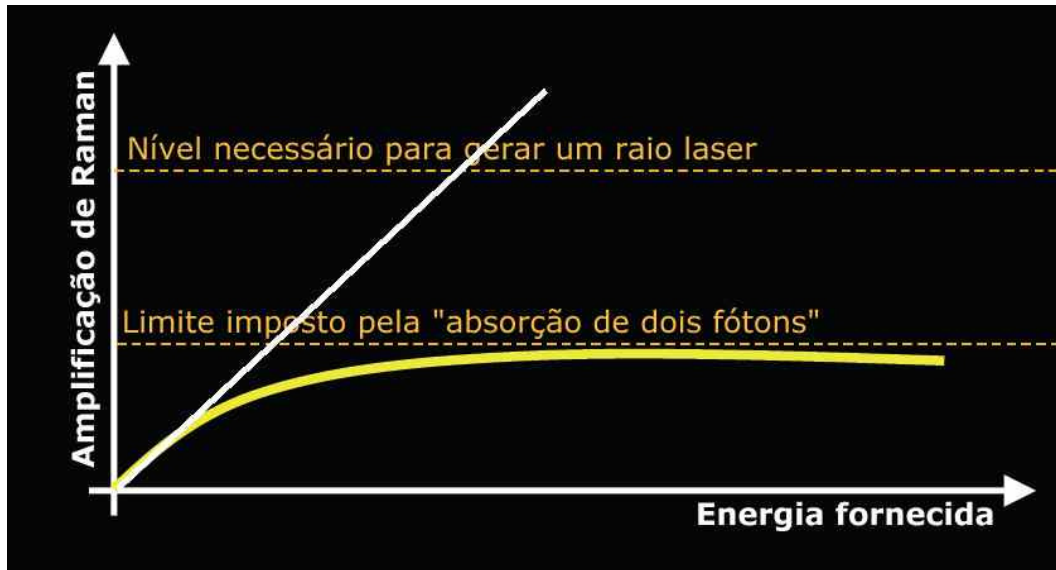 Amplificação de Raman
Nível necessário para gerar um raio laser
Limite imposto pela "absorção de dois fótons"
Energia fornecida